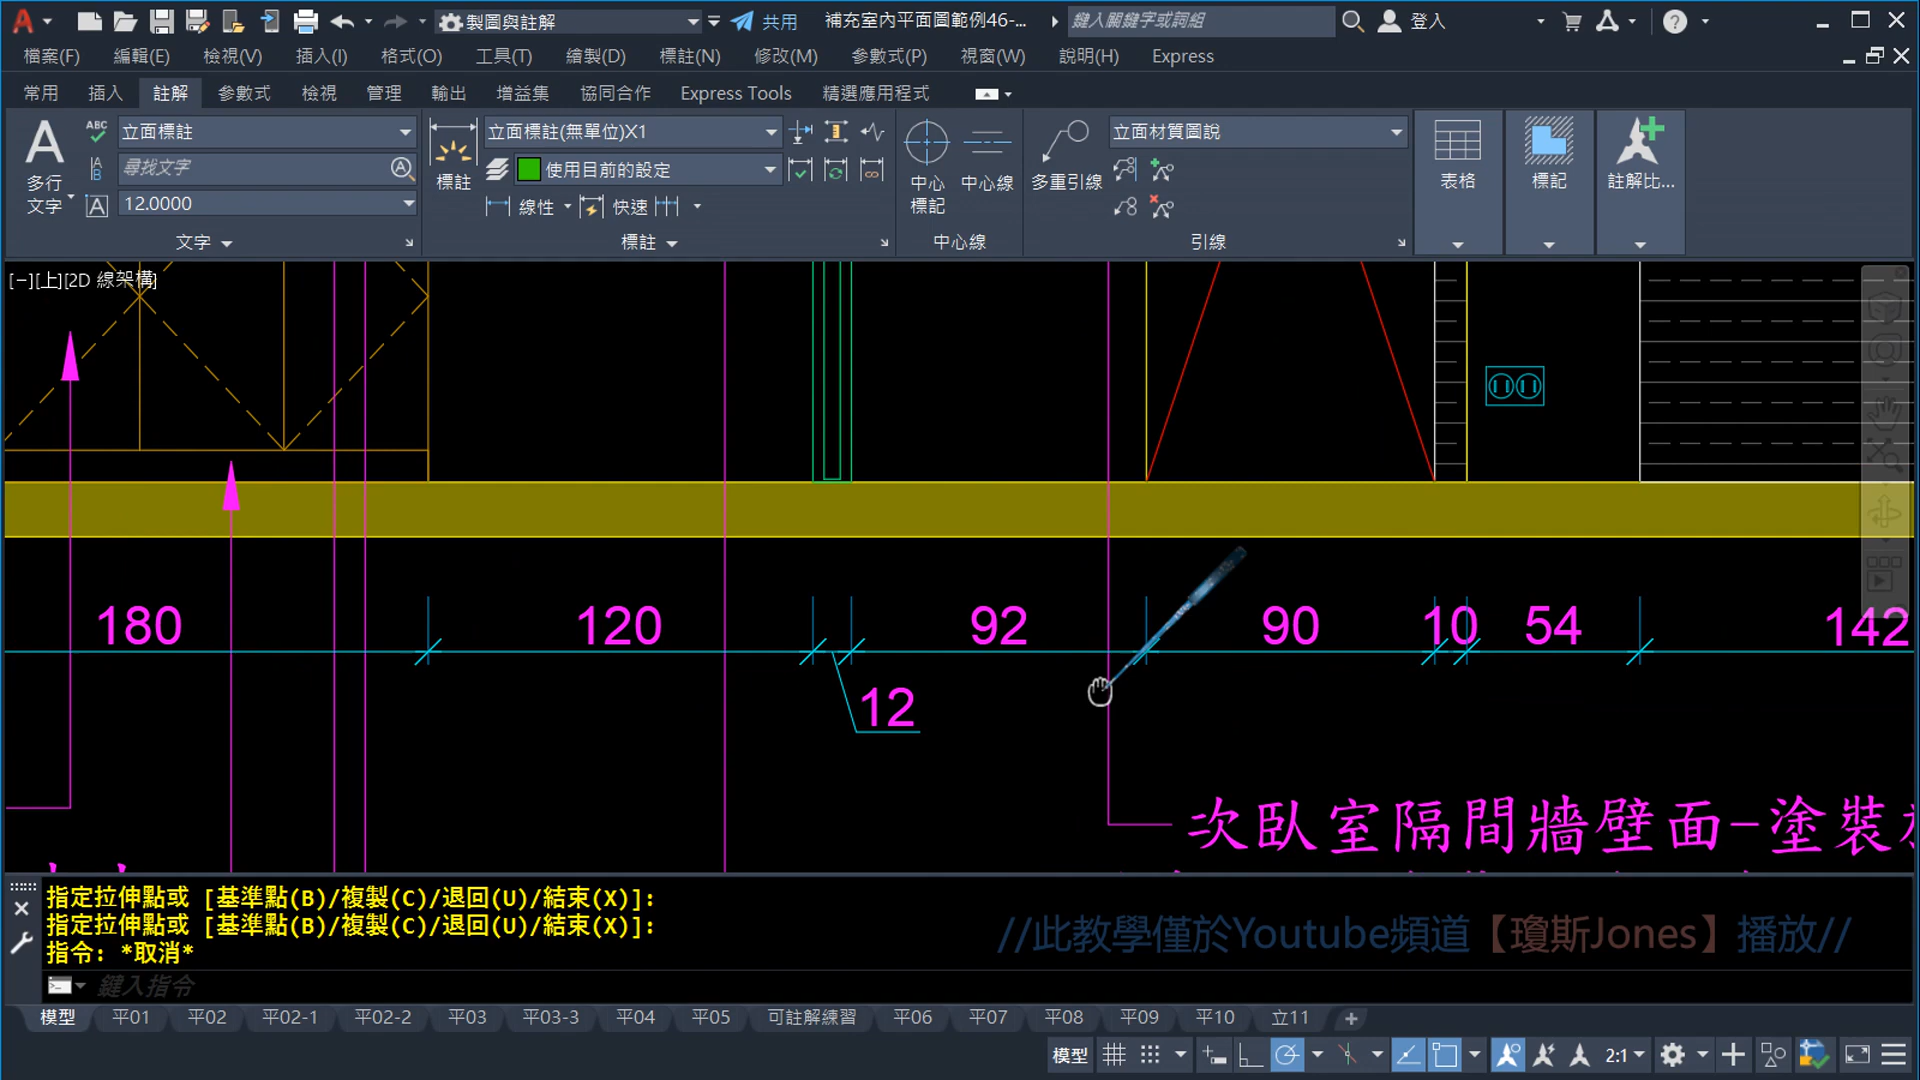 製圖與註解
共用
補充室內平面圖範例46-...
鍵入關鍵字或詞組
登入
檔案(F)
編輯(E)
檢視(V)
插入(I)
格式(O)
工具(T)
繪製(D)
標註(N)
修改(M)
參數式(P)
視窗(W)
說明(H)
Express
常用
插入
註解
參數式
檢視
管理
輸出
增益集
協同合作
Express Tools
精選應用程式
多行
文字
立面標註
尋找文字
12.0000
文字
標註
立面標註(無單位)X1
使用目前的設定
線性
快速
標註
中心
標記
中心線
中心線
多重引線
立面材質圖說
引線
表格
標記
註解比...
[−][上][2D 線架構]
180
120
92
90
10
54
142
12
次臥室隔間牆壁面-塗裝
指定拉伸點或 [基準點(B)/複製(C)/退回(U)/結束(X)]:
指定拉伸點或 [基準點(B)/複製(C)/退回(U)/結束(X)]:
指令: *取消*
//此教學僅於Youtube頻道【瓊斯Jones】播放//
鍵入指令
模型
平01
平02
平02-1
平02-2
平03
平03-3
平04
平05
可註解練習
平06
平07
平08
平09
平10
立11
模型
2:1